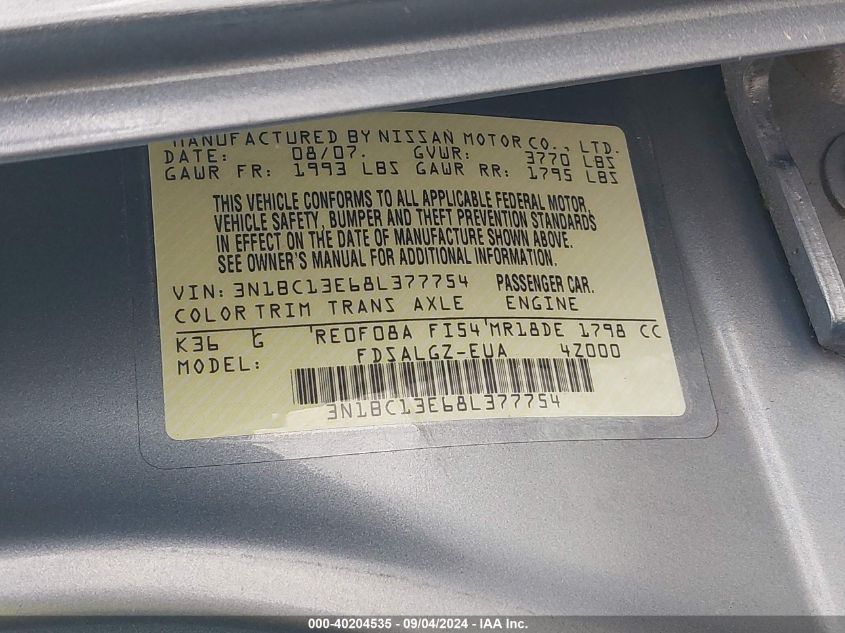 MANUFACTURED BY NISSAN MOTOR CO., LTD.
DATE: 08/07. GVWR: 3770 LBS
GAWR FR: 1993 LBS GAWR RR: 1795 LBS
THIS VEHICLE CONFORMS TO ALL APPLICABLE FEDERAL MOTOR
VEHICLE SAFETY, BUMPER AND THEFT PREVENTION STANDARDS
IN EFFECT ON THE DATE OF MANUFACTURE SHOWN ABOVE.
SEE OWNER'S MANUAL FOR ADDITIONAL INFORMATION.
VIN: 3N1BC13E68L377754 PASSENGER CAR.
COLOR TRIM TRANS AXLE ENGINE
K36 G RE0F08A FI54 MR18DE 1798 CC
MODEL: FDSALGZ-EUA 4Z000
3N1BC13E68L377754
000-40204535 - 09/04/2024 - IAA Inc.